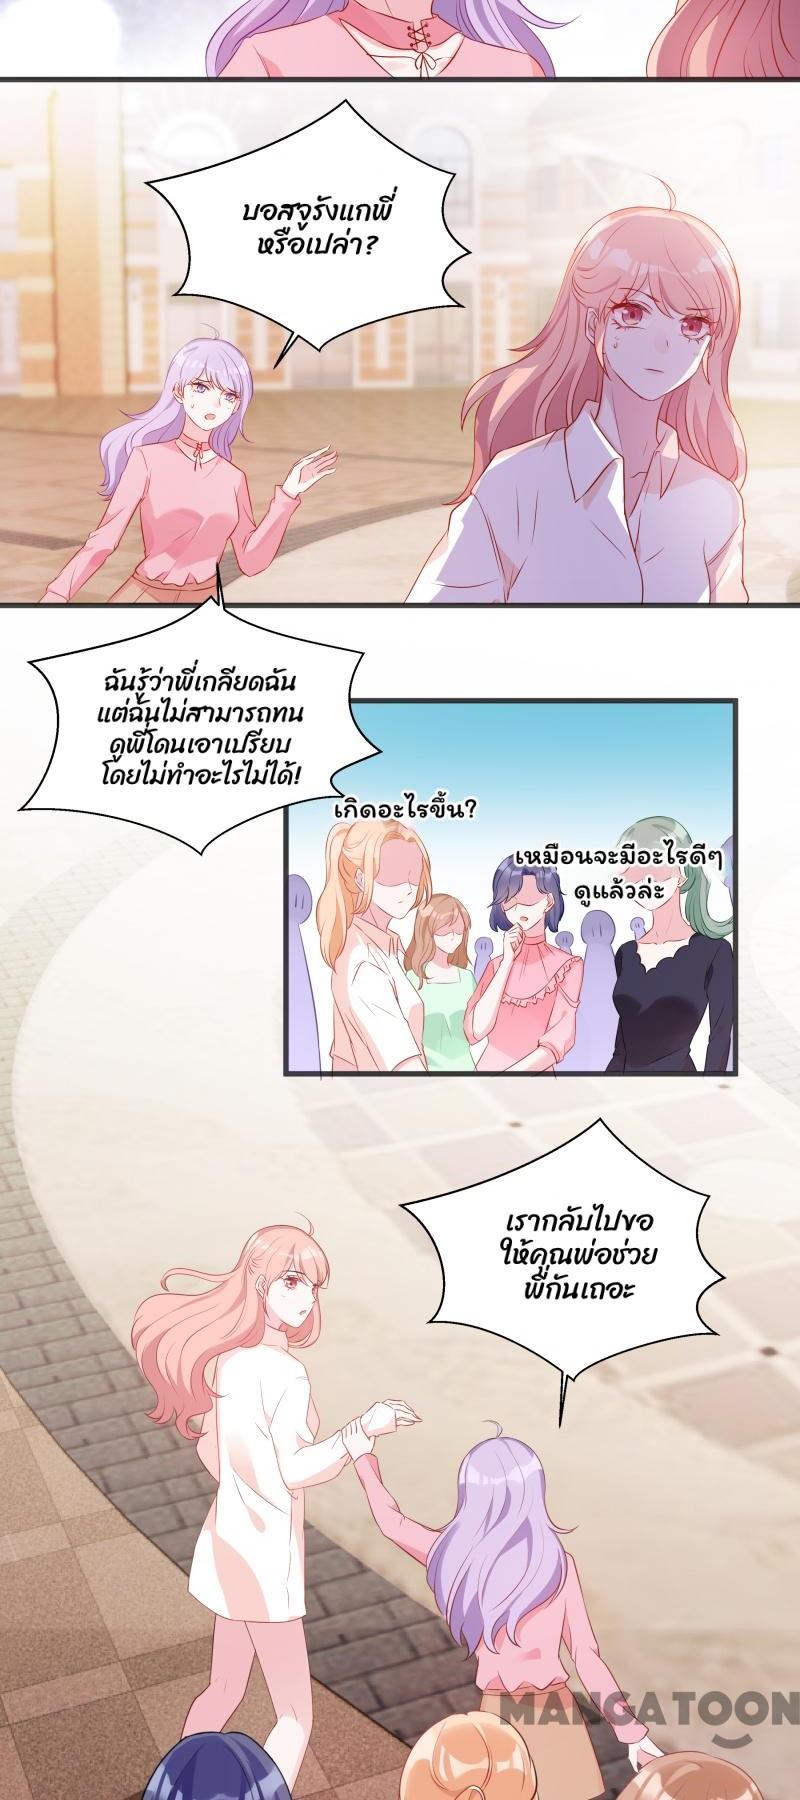 บอสจูรังแกพี่
หรือเปล่า?
ฉันรู้ว่าพี่เกลียดฉัน
แต่ฉันไม่สามารถทน
ดูพี่โดนเอาเปรียบ
โดยไม่ทำอะไรไม่ได้!
เกิดอะไรขึ้น?
เหมือนจะมีอะไรดีๆ
ดูแล้วล่ะ
เรากลับไปขอ
ให้คุณพ่อช่วย
พี่กันเถอะ
MANGATOON